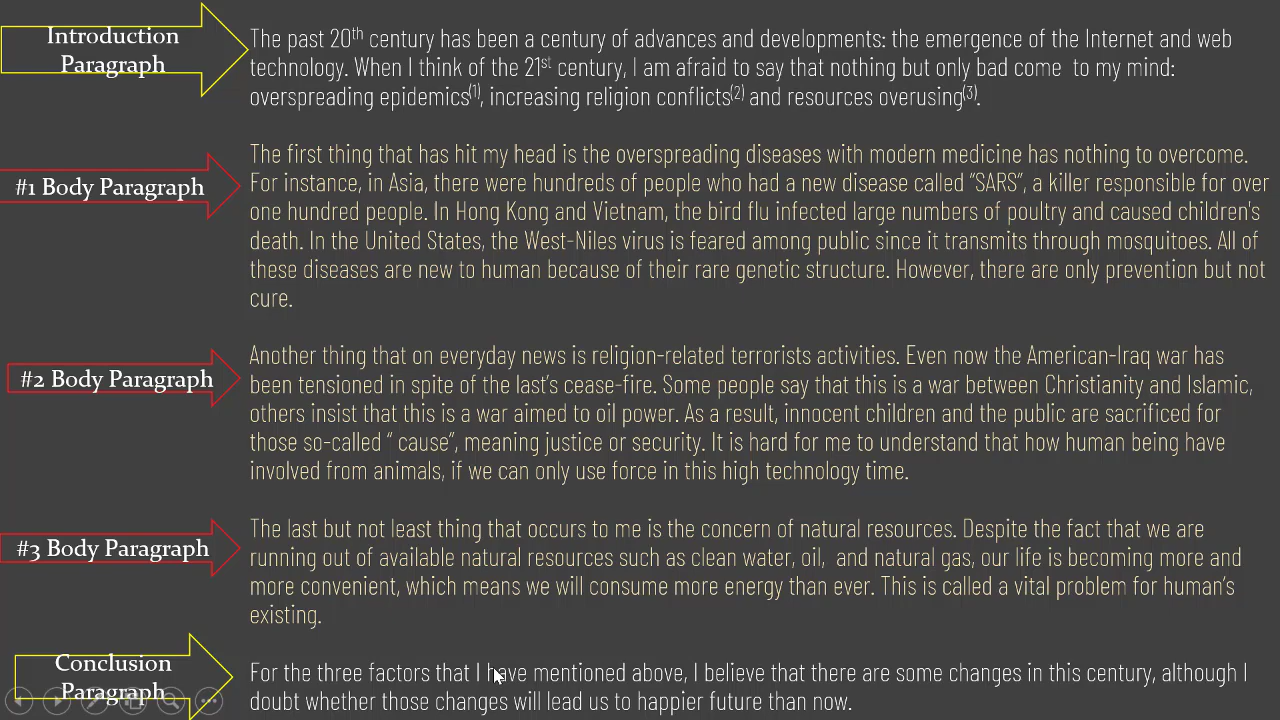 Introduction
Paragraph
The past 20th century has been a century of advances and developments: the emergence of the Internet and web
technology. When I think of the 21st century, I am afraid to say that nothing but only bad come to my mind:
overspreading epidemics(1), increasing religion conflicts(2) and resources overusing(3).
#1 Body Paragraph
The first thing that has hit my head is the overspreading diseases with modern medicine has nothing to overcome.
For instance, in Asia, there were hundreds of people who had a new disease called “SARS”, a killer responsible for over
one hundred people. In Hong Kong and Vietnam, the bird flu infected large numbers of poultry and caused children's
death. In the United States, the West-Niles virus is feared among public since it transmits through mosquitoes. All of
these diseases are new to human because of their rare genetic structure. However, there are only prevention but not
cure.
#2 Body Paragraph
Another thing that on everyday news is religion-related terrorists activities. Even now the American-Iraq war has
been tensioned in spite of the last’s cease-fire. Some people say that this is a war between Christianity and Islamic,
others insist that this is a war aimed to oil power. As a result, innocent children and the public are sacrificed for
those so-called “ cause”, meaning justice or security. It is hard for me to understand that how human being have
involved from animals, if we can only use force in this high technology time.
#3 Body Paragraph
The last but not least thing that occurs to me is the concern of natural resources. Despite the fact that we are
running out of available natural resources such as clean water, oil, and natural gas, our life is becoming more and
more convenient, which means we will consume more energy than ever. This is called a vital problem for human’s
existing.
Conclusion
Paragraph
For the three factors that I have mentioned above, I believe that there are some changes in this century, although I
doubt whether those changes will lead us to happier future than now.